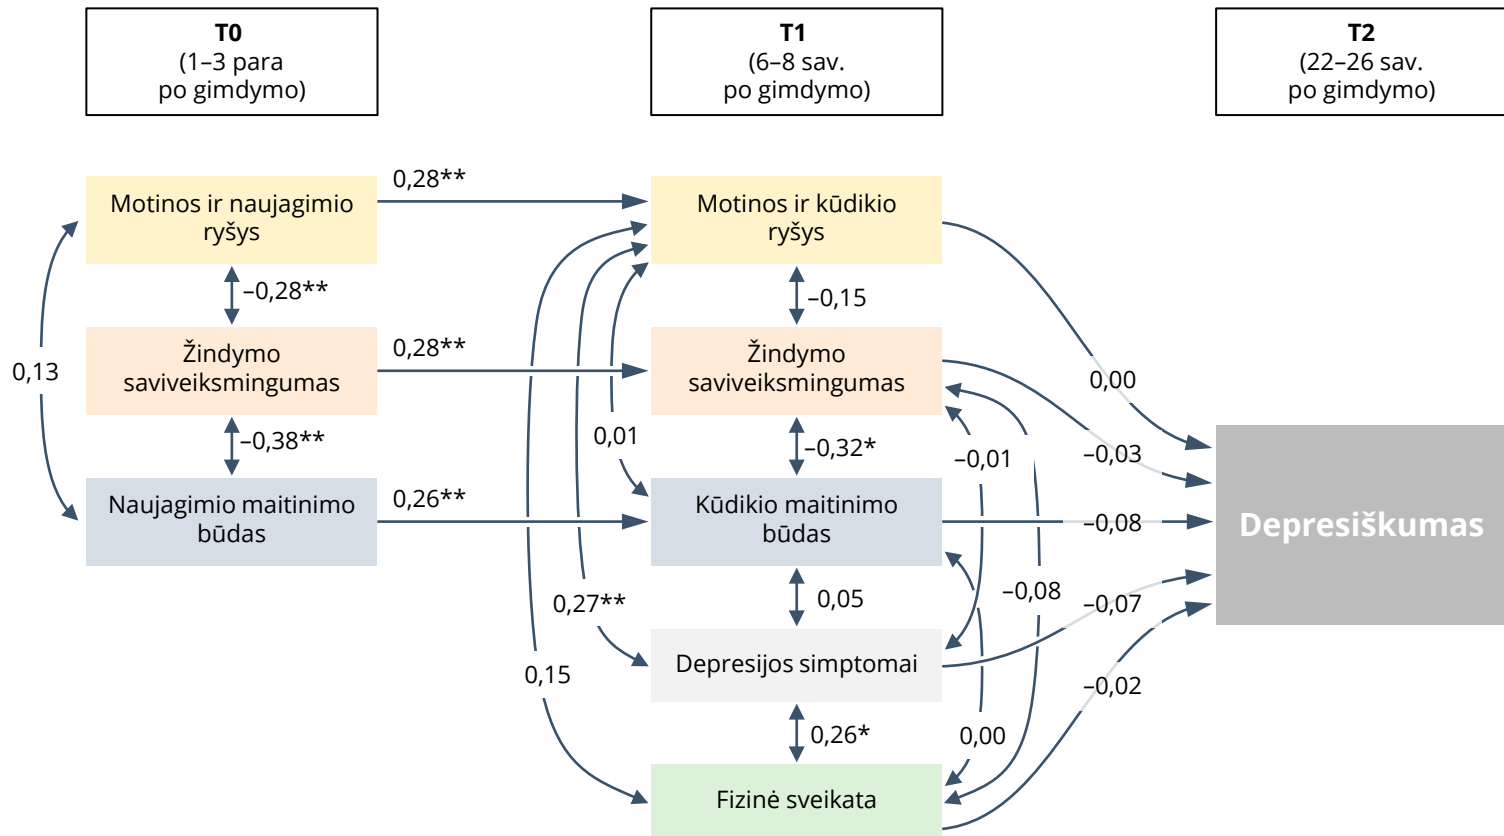 T0
(1–3 para
po gimdymo)
T1
(6–8 sav.
po gimdymo)
T2
(22–26 sav.
po gimdymo)
Motinos ir naujagimio
ryšys
0,28**
Motinos ir kūdikio
ryšys
–0,28**
–0,15
0,13
Žindymo
saviveiksmingumas
0,28**
Žindymo
saviveiksmingumas
0,00
–0,38**
0,01
–0,32*
–0,01
–0,03
Naujagimio maitinimo
būdas
0,26**
Kūdikio maitinimo
būdas
–0,08
Depresiškumas
0,27**
0,05
–0,08
–0,07
0,15
Depresijos simptomai
–0,02
0,26*
0,00
Fizinė sveikata